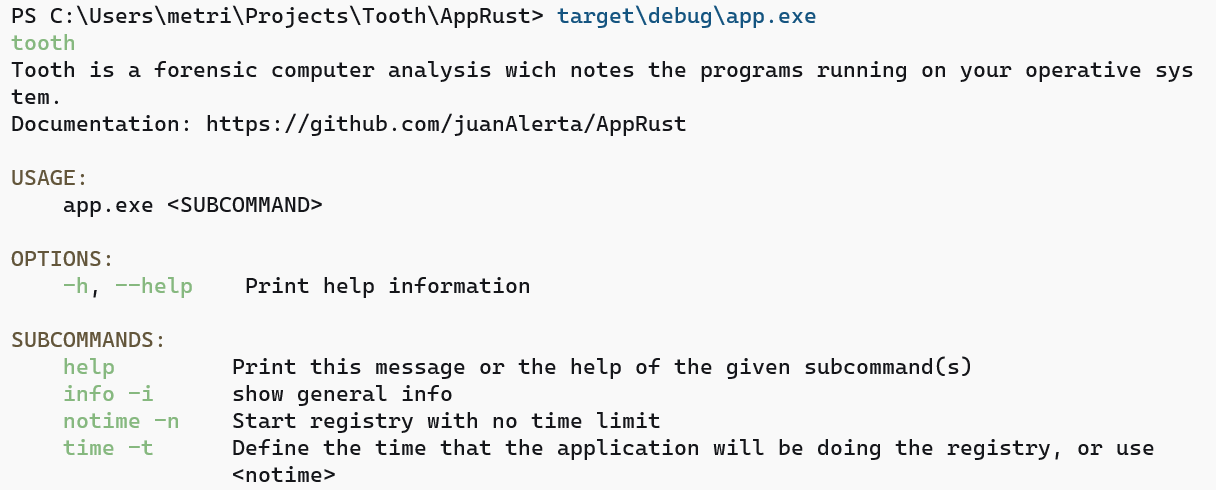 PS C:\Users\metri\Projects\Tooth\AppRust> target\debug\app.exe
tooth
Tooth is a forensic computer analysis wich notes the programs running on your operative sys
tem.
Documentation: https://github.com/juanAlerta/AppRust

USAGE:
    app.exe <SUBCOMMAND>

OPTIONS:
    -h, --help    Print help information

SUBCOMMANDS:
    help         Print this message or the help of the given subcommand(s)
    info -i      show general info
    notime -n    Start registry with no time limit
    time -t      Define the time that the application will be doing the registry, or use
                 <notime>